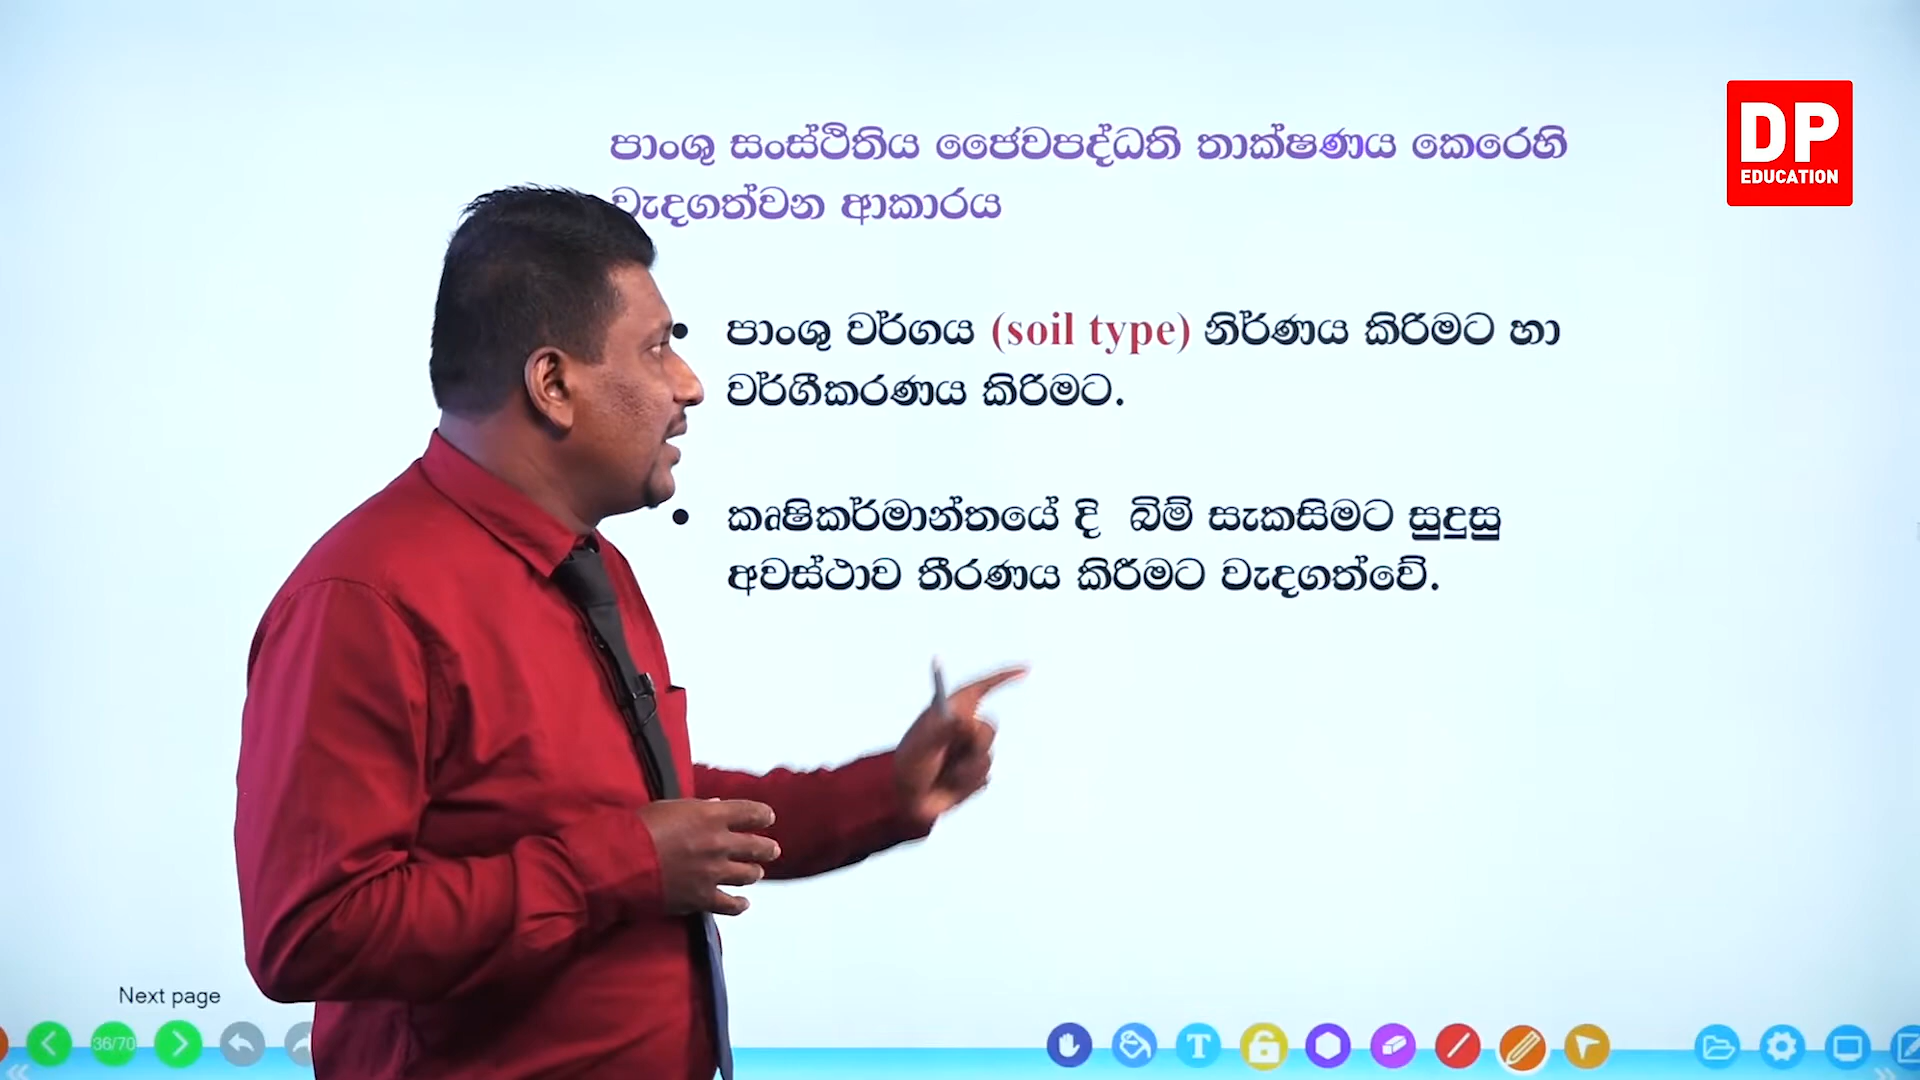 DP
EDUCATION
පාංශු සංස්ථිතිය ජෛවපද්ධති තාක්ෂණය කෙරෙහි
වැදගත්වන ආකාරය
• පාංශු වර්ගය (soil type) නිර්ණය කිරීමට හා
වර්ගීකරණය කිරීමට.
• කෘෂිකර්මාන්තයේ දි බිම් සැකසීමට සුදුසු
අවස්ථාව තීරණය කිරීමට වැදගත්වේ.
Next page
36/70
T